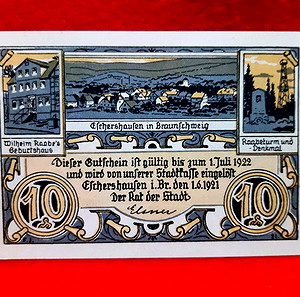 Eschershausen in Braunschweig
Wilhelm Raabe's
Geburtshaus
Raabeturm und
Denkmal
Dieser Gutschein ist gültig bis zum 1. Juli 1922
und wird von unserer Stadtkasse eingelöst
Eschershausen i. Br. den 1.6.1921
Der Rat der Stadt
10
10